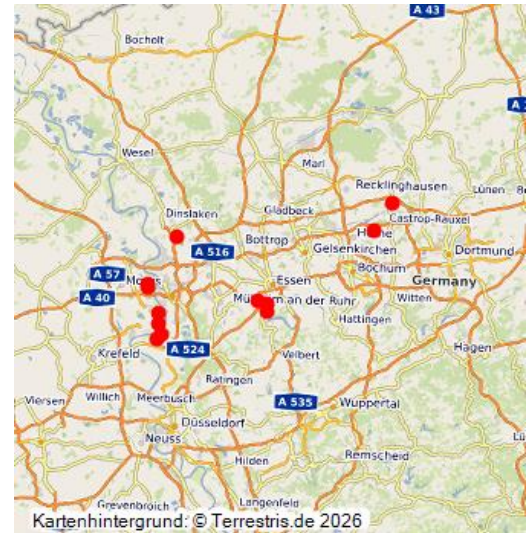 A 43
Bocholt
A
Wesel
Marl
Recklinghausen
Lünen
Dinslaken
Gladbeck
Castrop-Rauxel
A 516
Bottrop
Gelsenkirchen
Dortmund
A 57
Bochum
Essen
Germany
A 40
Mülheim an der Ruhr
Witten
Hattingen
Krefeld
A 524
Velbert
Hagen
Ratingen
Viersen
Willich
Meerbusch
A 535
Wuppertal
Düsseldorf
Neuss
Hilden
Remscheid
Grevenbroich
Langenfeld
Kartenhintergrund: © Terrestris.de 2026